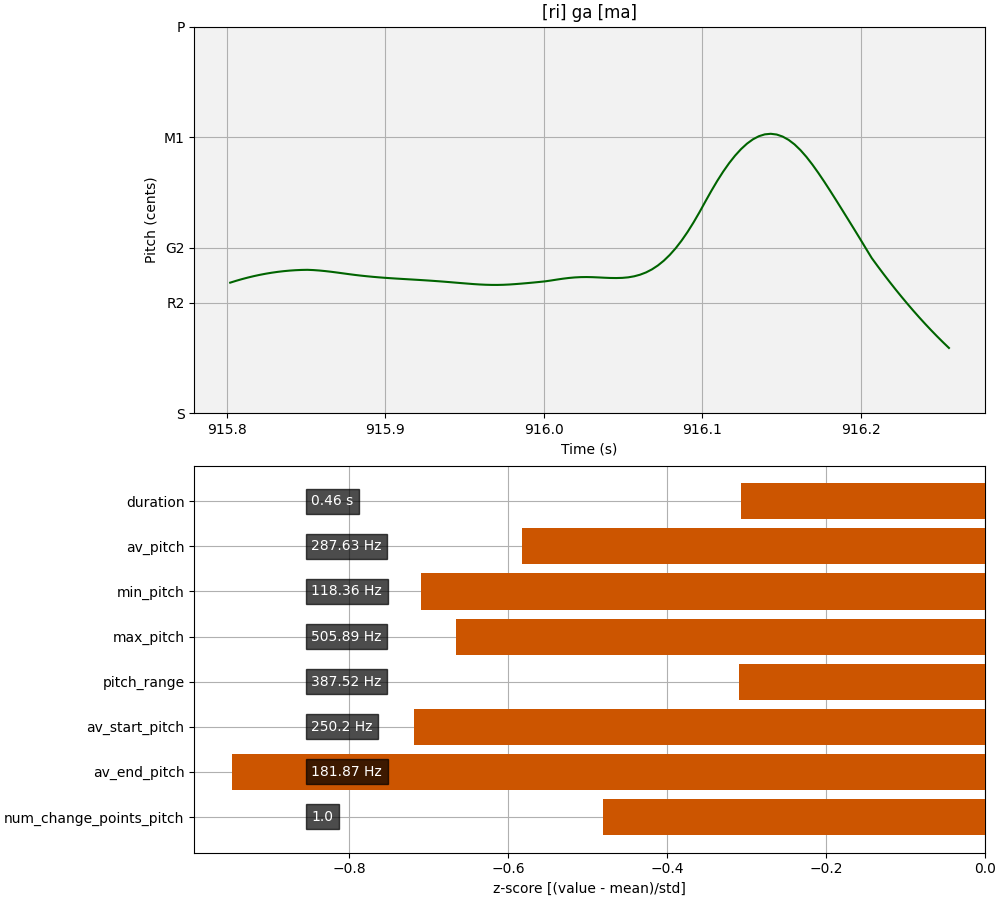 [ri] ga [ma]
P
M1
G2
R2
S
Pitch (cents)
915.8 915.9 916.0 916.1 916.2
Time (s)
duration 0.46 s
av_pitch 287.63 Hz
min_pitch 118.36 Hz
max_pitch 505.89 Hz
pitch_range 387.52 Hz
av_start_pitch 250.2 Hz
av_end_pitch 181.87 Hz
num_change_points_pitch 1.0
−0.8 −0.6 −0.4 −0.2 0.0
z-score [(value - mean)/std]